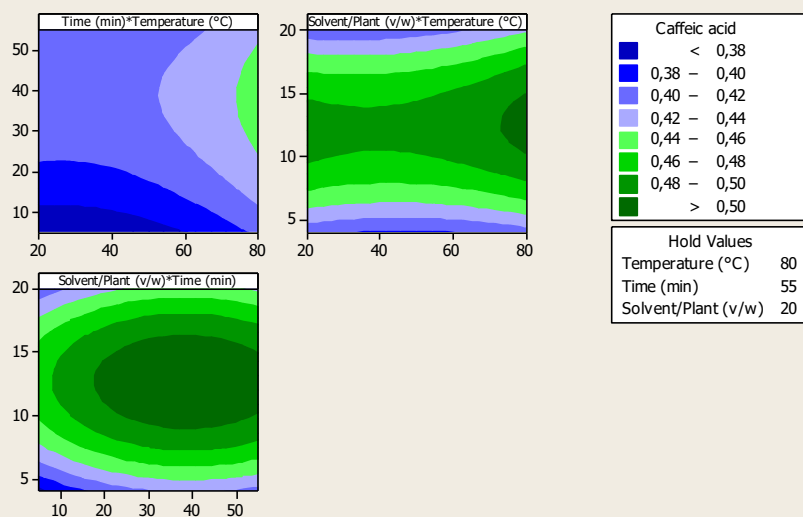 Time (min)*Temperature (°C)
50
40
30
20
10
20 40 60 80
Solvent/Plant (v/w)*Temperature (°C)
20
15
10
5
20 40 60 80
Solvent/Plant (v/w)*Time (min)
20
15
10
5
10 20 30 40 50
Caffeic acid
< 0,38
0,38 – 0,40
0,40 – 0,42
0,42 – 0,44
0,44 – 0,46
0,46 – 0,48
0,48 – 0,50
> 0,50
Hold Values
Temperature (°C) 80
Time (min) 55
Solvent/Plant (v/w) 20